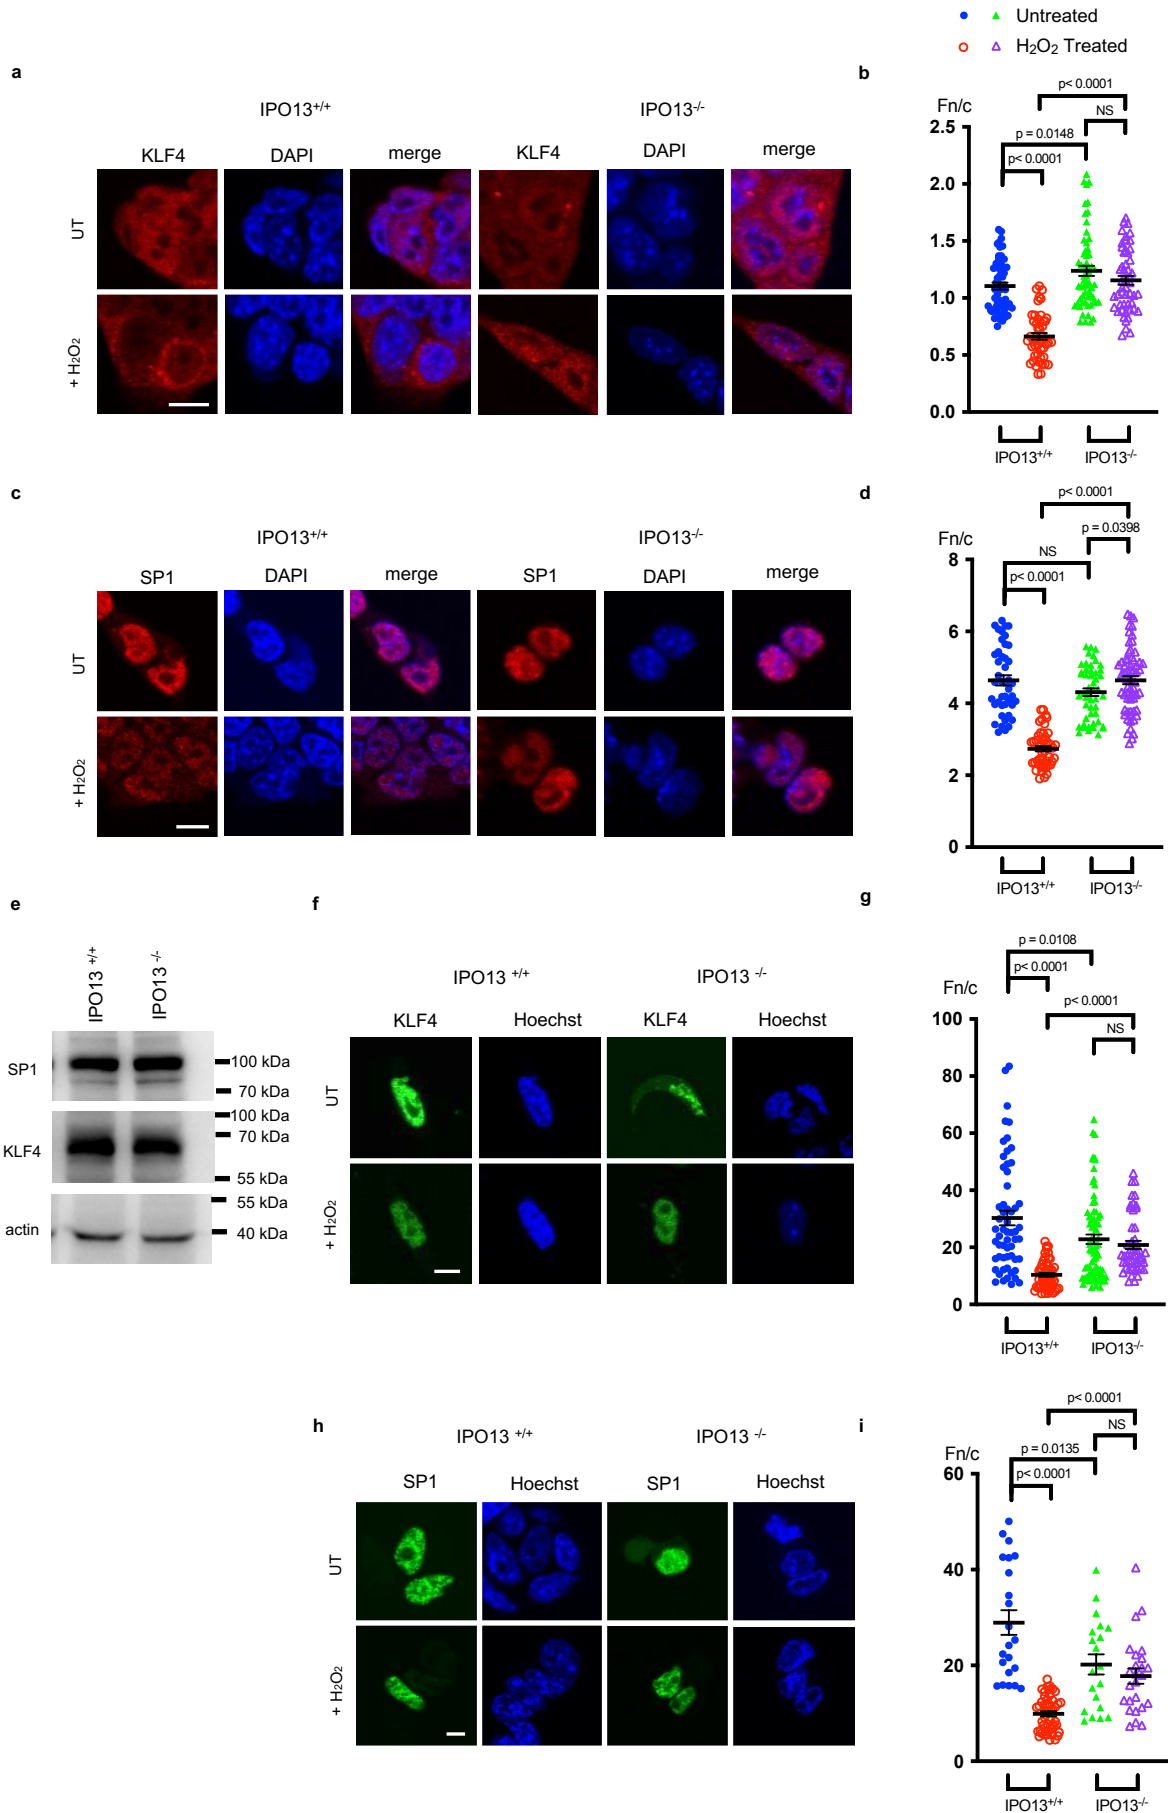 Untreated
H₂O₂ Treated
a
IPO13+/+
IPO13-/-
KLF4
DAPI
merge
KLF4
DAPI
merge
UT
+ H₂O₂
b
Fn/c
p< 0.0001
NS
p = 0.0148
p< 0.0001
2.5
2.0
1.5
1.0
0.5
0.0
IPO13+/+
IPO13-/-
c
IPO13+/+
IPO13-/-
SP1
DAPI
merge
SP1
DAPI
merge
UT
+ H₂O₂
d
Fn/c
p< 0.0001
p = 0.0398
NS
p< 0.0001
8
6
4
2
0
IPO13+/+
IPO13-/-
e
IPO13 +/+
IPO13 -/-
SP1
100 kDa
70 kDa
KLF4
100 kDa
70 kDa
55 kDa
actin
55 kDa
40 kDa
f
IPO13 +/+
IPO13 -/-
KLF4
Hoechst
KLF4
Hoechst
UT
+ H₂O₂
g
Fn/c
p = 0.0108
p< 0.0001
p< 0.0001
NS
100
80
60
40
20
0
IPO13+/+
IPO13-/-
h
IPO13 +/+
IPO13 -/-
SP1
Hoechst
SP1
Hoechst
UT
+ H₂O₂
i
Fn/c
p< 0.0001
NS
p = 0.0135
p< 0.0001
60
40
20
0
IPO13+/+
IPO13-/-